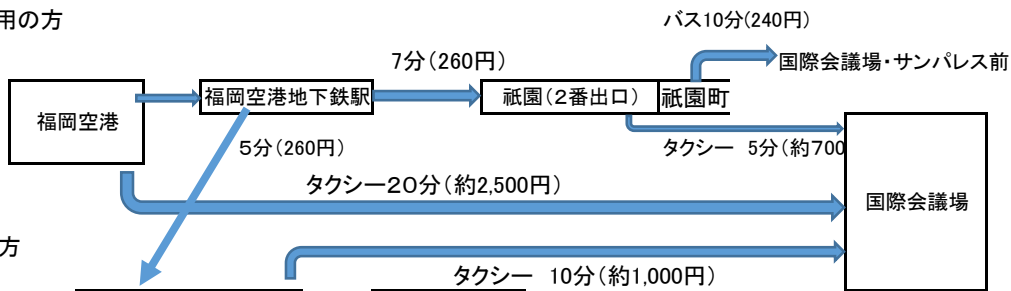 用の方
バス10分(240円)
7分(260円)
国際会議場・サンパレス前
福岡空港地下鉄駅
祇園(2番出口)
祇園町
福岡空港
5分(260円)
タクシー 5分(約700
タクシー20分(約2,500円)
国際会議場
方
タクシー 10分(約1,000円)